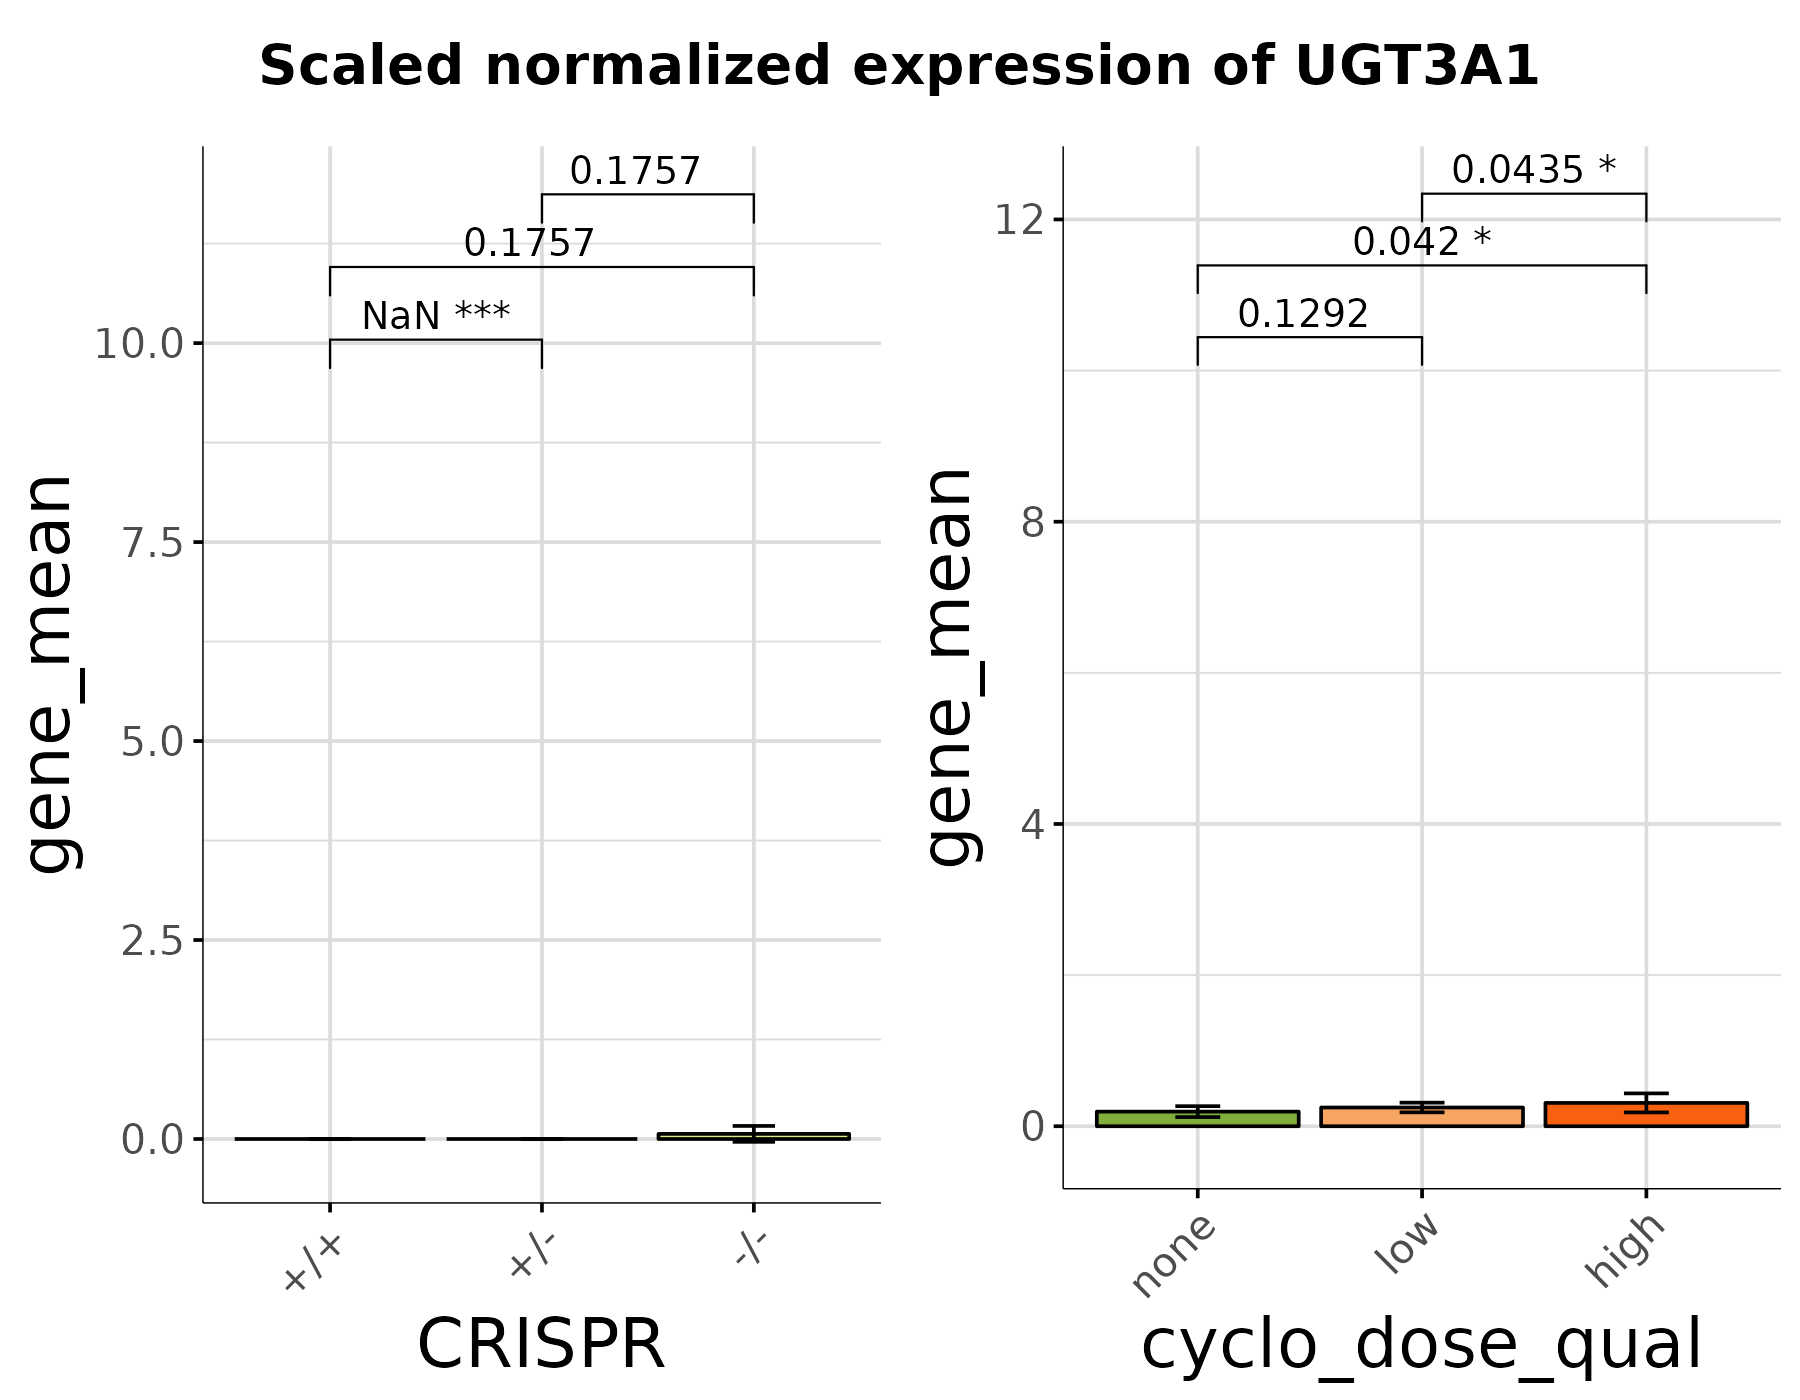 Scaled normalized expression of UGT3A1
gene_mean
10.0
7.5
5.0
2.5
0.0
0.1757
0.1757
NaN ***
+/+
+/-
-/-
CRISPR
gene_mean
12
8
4
0
0.0435 *
0.042 *
0.1292
none
low
high
cyclo_dose_qual